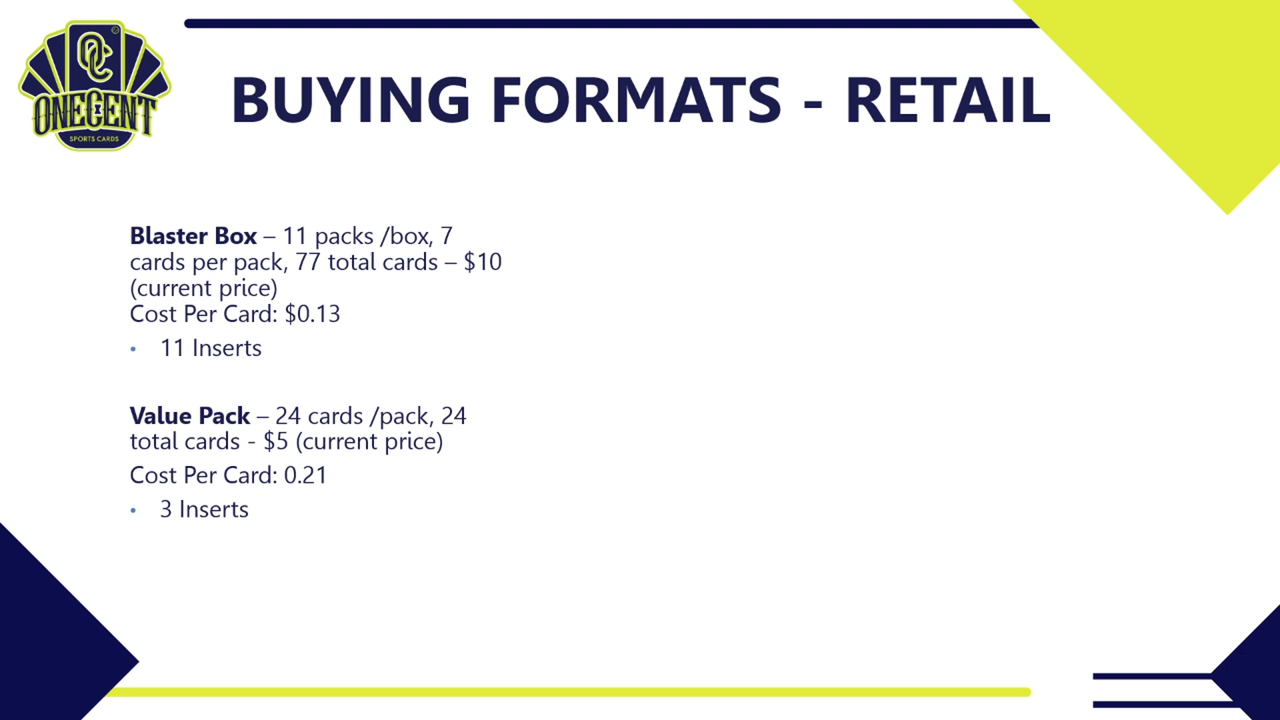 OC
ONECENT
SPORTS CARDS
BUYING FORMATS - RETAIL
Blaster Box – 11 packs /box, 7
cards per pack, 77 total cards – $10
(current price)
Cost Per Card: $0.13
• 11 Inserts
Value Pack – 24 cards /pack, 24
total cards - $5 (current price)
Cost Per Card: 0.21
• 3 Inserts